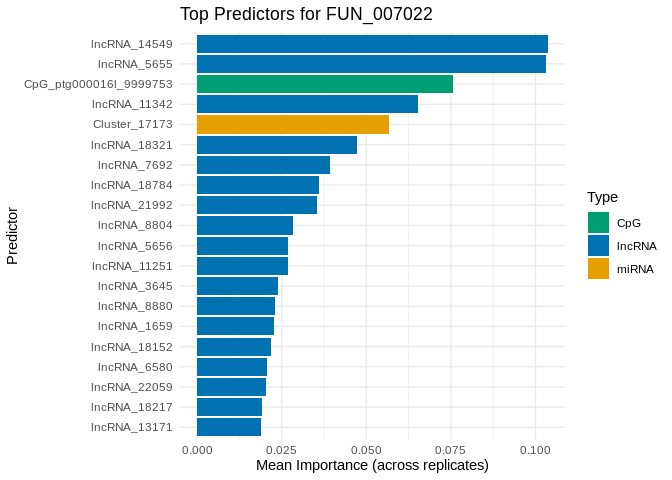 Top Predictors for FUN_007022
Predictor
lncRNA_14549
lncRNA_5655
CpG_ptg000016l_9999753
lncRNA_11342
Cluster_17173
lncRNA_18321
lncRNA_7692
lncRNA_18784
lncRNA_21992
lncRNA_8804
lncRNA_5656
lncRNA_11251
lncRNA_3645
lncRNA_8880
lncRNA_1659
lncRNA_18152
lncRNA_6580
lncRNA_22059
lncRNA_18217
lncRNA_13171
0.000 0.025 0.050 0.075 0.100
Mean Importance (across replicates)
Type
CpG
lncRNA
miRNA